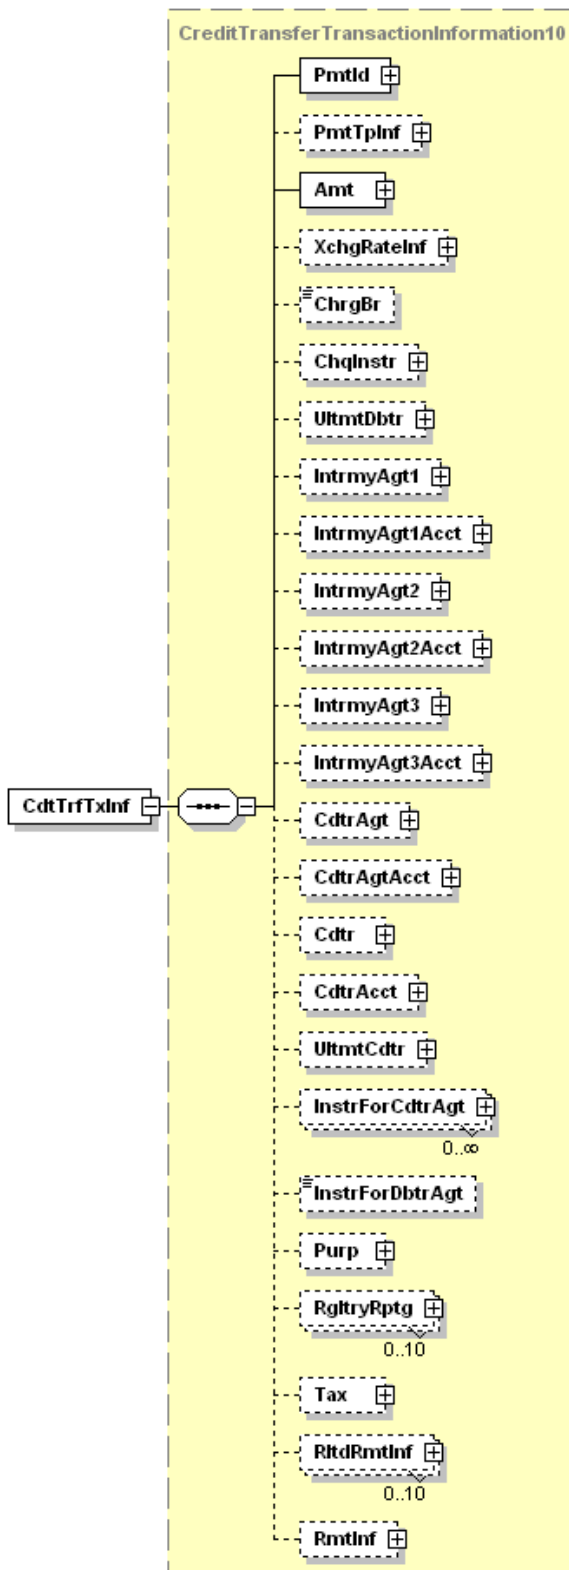 CreditTransferTransactionInformation10
PmtId
PmtTpInf
Amt
XchgRateInf
ChrgBr
ChqInstr
UltmtDbtr
IntrmyAgt1
IntrmyAgt1Acct
IntrmyAgt2
IntrmyAgt2Acct
IntrmyAgt3
IntrmyAgt3Acct
CdtTrfTxInf
CdtrAgt
CdtrAgtAcct
Cdtr
CdtrAcct
UltmtCdtr
InstrForCdtrAgt
0..∞
InstrForDbtrAgt
Purp
RgltryRptg
0..10
Tax
RltdRmtInf
0..10
RmtInf